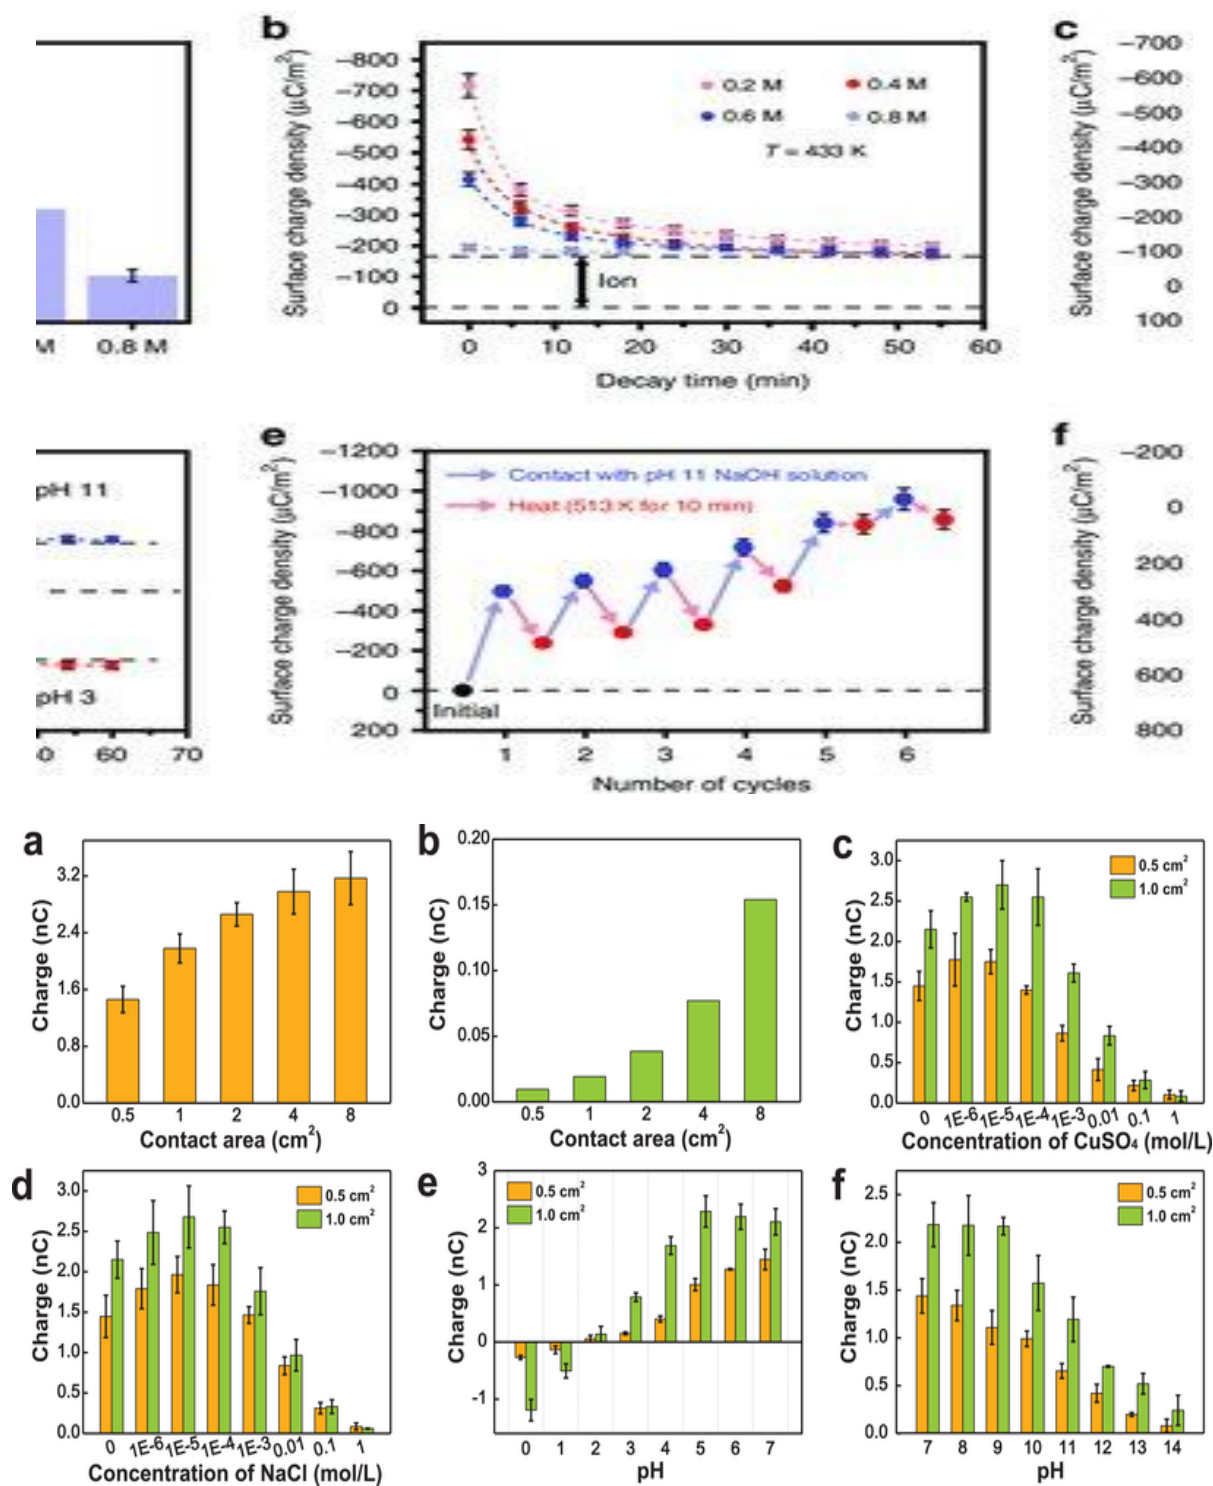 b
c
Surface charge density (μC/m²)
−800
−700
−600
−500
−400
−300
−200
−100
0
0.2 M
0.4 M
0.6 M
0.8 M
T = 433 K
Ion
0 10 20 30 40 50 60
Decay time (min)
M 0.8 M
Surface charge density (μC/m²)
−700
−600
−500
−400
−300
−200
−100
0
100
e
f
pH 11
pH 3
60 70
Surface charge density (μC/m²)
−1200
−1000
−800
−600
−400
−200
0
200
Contact with pH 11 NaOH solution
Heat (513 K for 10 min)
Initial
1 2 3 4 5 6
Number of cycles
Surface charge density (μC/m²)
−200
0
200
400
600
800
a
Charge (nC)
3.2
2.4
1.6
0.8
0.0
0.5 1 2 4 8
Contact area (cm²)
b
Charge (nC)
0.20
0.15
0.10
0.05
0.00
0.5 1 2 4 8
Contact area (cm²)
c
Charge (nC)
3.0
2.5
2.0
1.5
1.0
0.5
0.0
0.5 cm²
1.0 cm²
0 1E-6 1E-5 1E-4 1E-3 0.01 0.1 1
Concentration of CuSO₄ (mol/L)
d
Charge (nC)
3.0
2.5
2.0
1.5
1.0
0.5
0.0
0.5 cm²
1.0 cm²
0 1E-6 1E-5 1E-4 1E-3 0.01 0.1 1
Concentration of NaCl (mol/L)
e
Charge (nC)
3
2
1
0
-1
0.5 cm²
1.0 cm²
0 1 2 3 4 5 6 7
pH
f
Charge (nC)
2.5
2.0
1.5
1.0
0.5
0.0
0.5 cm²
1.0 cm²
7 8 9 10 11 12 13 14
pH